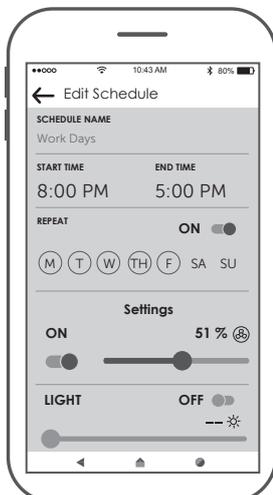 10:43 AM 80%
Edit Schedule
SCHEDULE NAME
Work Days
START TIME END TIME
8:00 PM 5:00 PM
REPEAT ON
M T W TH F SA SU
Settings
ON 51 %
LIGHT OFF
--